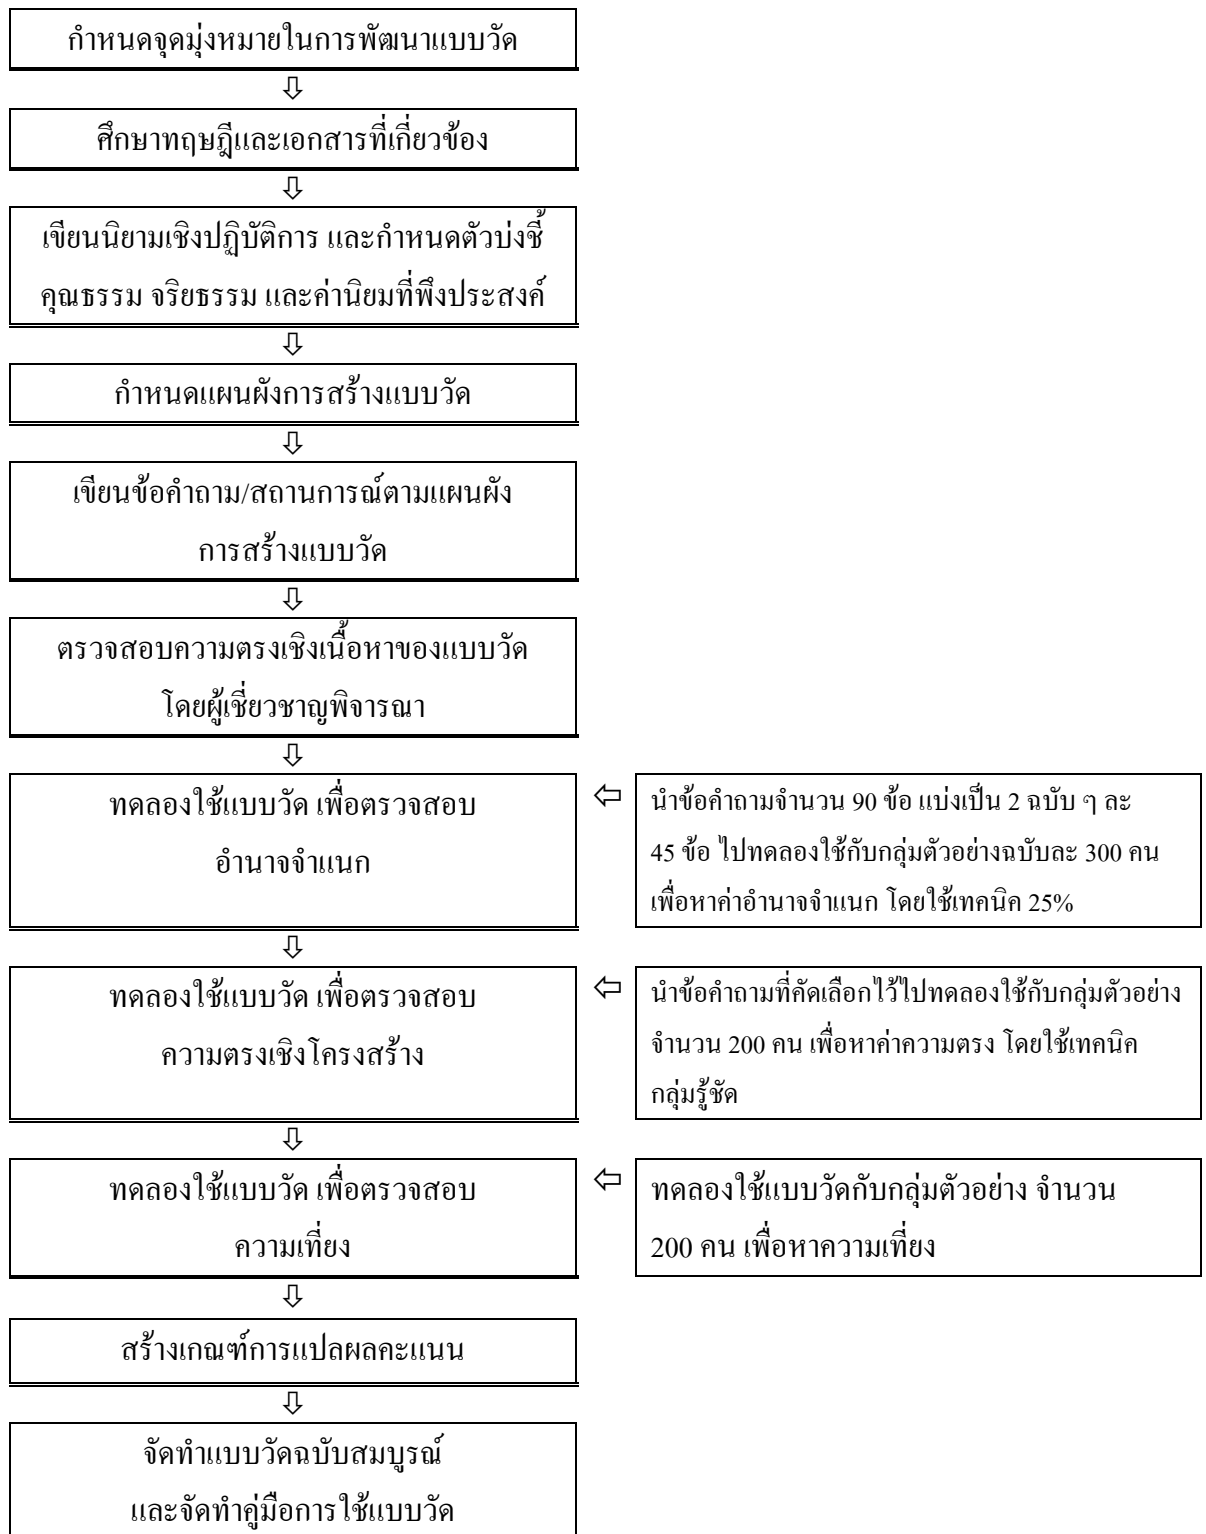 กำหนดจุดมุ่งหมายในการพัฒนาแบบวัด
ศึกษาทฤษฎีและเอกสารที่เกี่ยวข้อง
เขียนนิยามเชิงปฏิบัติการ และกำหนดตัวบ่งชี้
คุณธรรม จริยธรรม และค่านิยมที่พึงประสงค์
กำหนดแผนผังการสร้างแบบวัด
เขียนข้อคำถาม/สถานการณ์ตามแผนผัง
การสร้างแบบวัด
ตรวจสอบความตรงเชิงเนื้อหาของแบบวัด
โดยผู้เชี่ยวชาญพิจารณา
ทดลองใช้แบบวัด เพื่อตรวจสอบ
อำนาจจำแนก
นำข้อคำถามจำนวน 90 ข้อ แบ่งเป็น 2 ฉบับ ๆ ละ
45 ข้อ ไปทดลองใช้กับกลุ่มตัวอย่างฉบับละ 300 คน
เพื่อหาค่าอำนาจจำแนก โดยใช้เทคนิค 25%
ทดลองใช้แบบวัด เพื่อตรวจสอบ
ความตรงเชิงโครงสร้าง
นำข้อคำถามที่คัดเลือกไว้ไปทดลองใช้กับกลุ่มตัวอย่าง
จำนวน 200 คน เพื่อหาค่าความตรง โดยใช้เทคนิค
กลุ่มรู้ชัด
ทดลองใช้แบบวัด เพื่อตรวจสอบ
ความเที่ยง
ทดลองใช้แบบวัดกับกลุ่มตัวอย่าง จำนวน
200 คน เพื่อหาความเที่ยง
สร้างเกณฑ์การแปลผลคะแนน
จัดทำแบบวัดฉบับสมบูรณ์
และจัดทำคู่มือการใช้แบบวัด